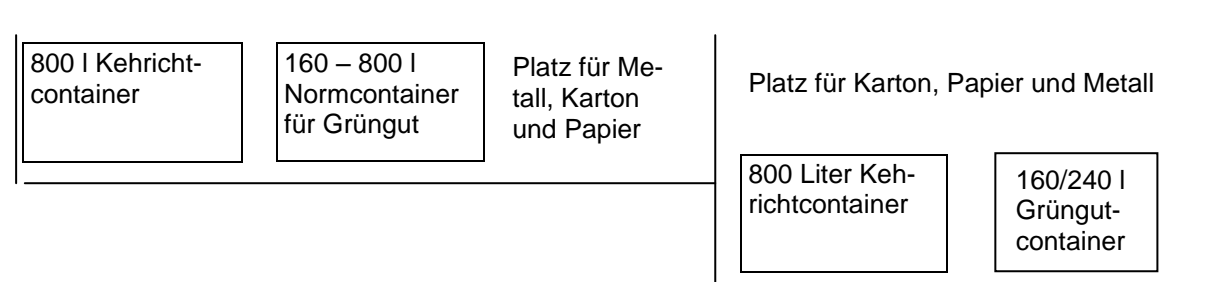 800 l Kehricht-
container
160 – 800 l
Normcontainer
für Grüngut
Platz für Me-
tall, Karton
und Papier
Platz für Karton, Papier und Metall
800 Liter Keh-
richtcontainer
160/240 l
Grüngut-
container